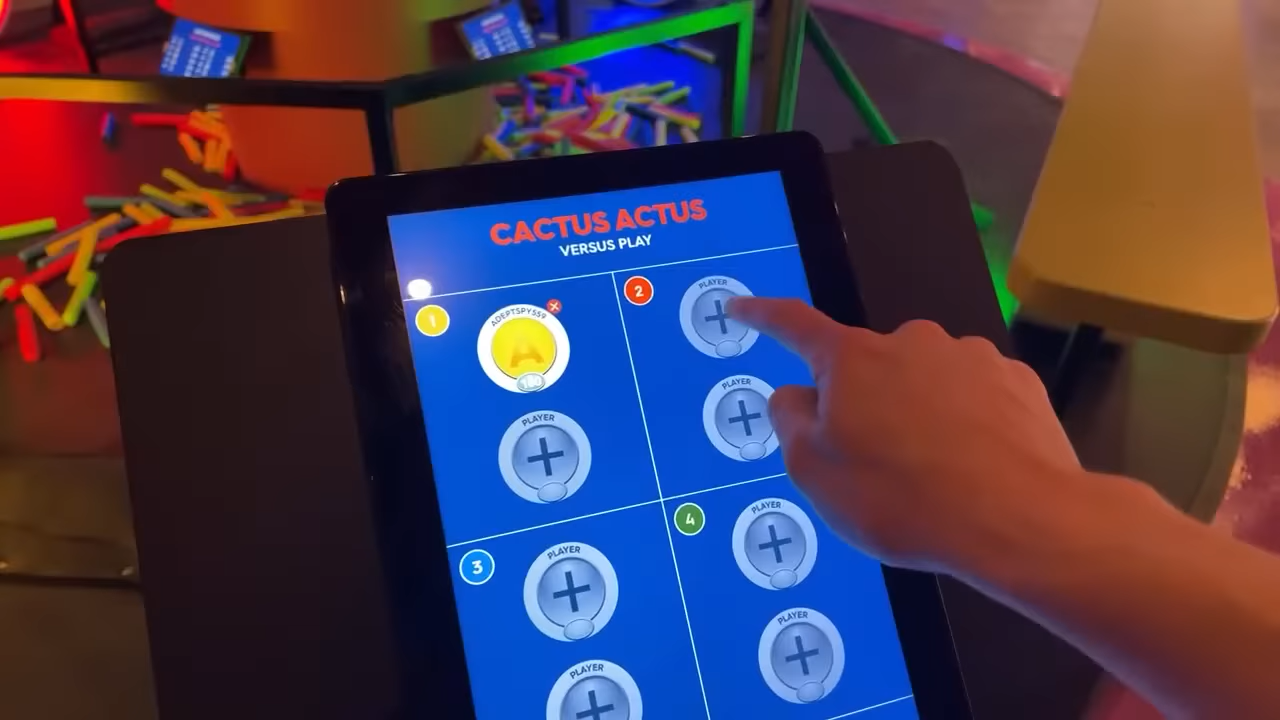 CACTUS ACTUS
VERSUS PLAY
1
ADEPTSPY559
A
PLAYER
2
PLAYER
PLAYER
3
PLAYER
PLAYER
4
PLAYER
PLAYER